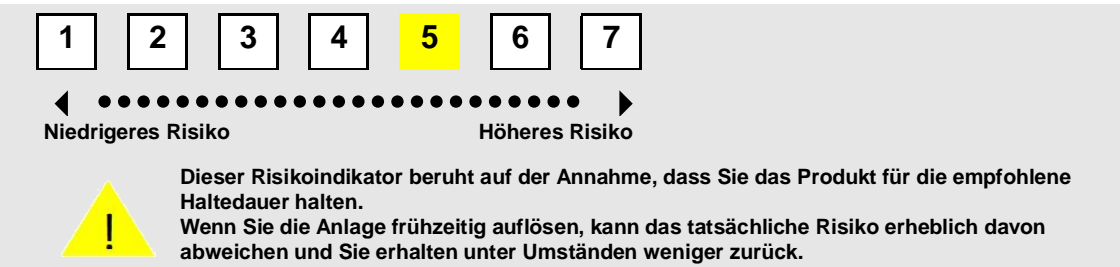 1 2 3 4 5 6 7
Niedrigeres Risiko Höheres Risiko
Dieser Risikoindikator beruht auf der Annahme, dass Sie das Produkt für die empfohlene
Haltedauer halten.
Wenn Sie die Anlage frühzeitig auflösen, kann das tatsächliche Risiko erheblich davon
abweichen und Sie erhalten unter Umständen weniger zurück.
!